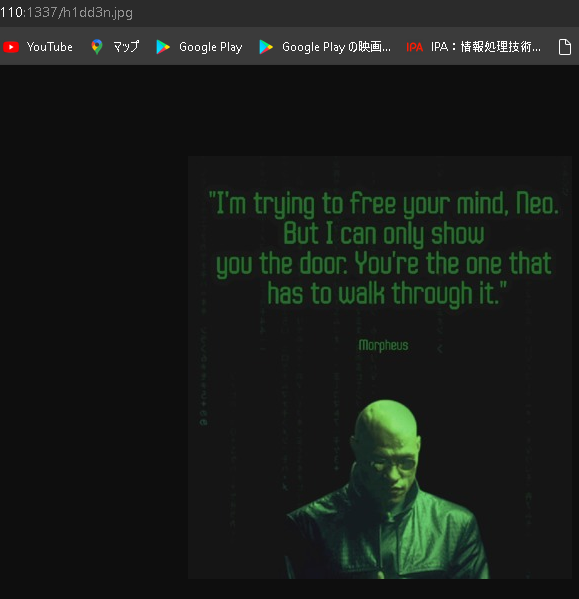 110:1337/h1dd3n.jpg
YouTube マップ Google Play Google Play の映画... IPA IPA：情報処理技術...
"I'm trying to free your mind, Neo.
But I can only show
you the door. You're the one that
has to walk through it."
Morpheus